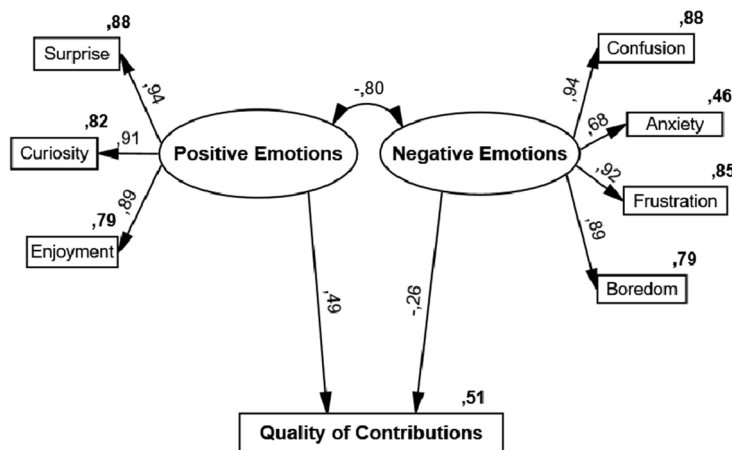 ,88
Surprise
,94
,82
Curiosity
,91
,79
Enjoyment
,89
Positive Emotions
-,80
Negative Emotions
,88
Confusion
,94
,46
Anxiety
,68
,85
Frustration
,92
,79
Boredom
,89
,49
-,26
,51
Quality of Contributions